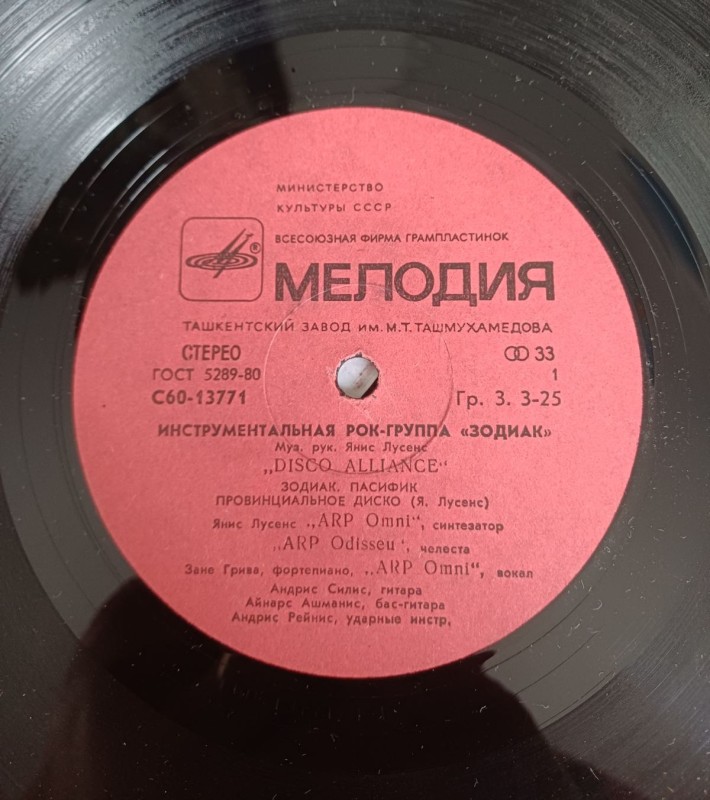 МИНИСТЕРСТВО
КУЛЬТУРЫ СССР
ВСЕСОЮЗНАЯ ФИРМА ГРАМПЛАСТИНОК
®
МЕЛОДИЯ
ТАШКЕНТСКИЙ ЗАВОД ИМ. М.Т. ТАШМУХАМЕДОВА
СТЕРЕО 33
ГОСТ 5289-80 1
С60-13771 Гр. 3. 3-25
ИНСТРУМЕНТАЛЬНАЯ РОК-ГРУППА «ЗОДИАК»
Муз. рук. Янис Лусенс
„DISCO ALLIANCE“
ЗОДИАК. ПАСИФИК
ПРОВИНЦИАЛЬНОЕ ДИСКО (Я. Лусенс)
Янис Лусенс „ARP Omni“, синтезатор
„ARP Odisseu“, челеста
Зане Грива, фортепиано, „ARP Omni“, вокал
Андрис Силис, гитара
Айнарс Ашманис, бас-гитара
Андрис Рейнис, ударные инстр.